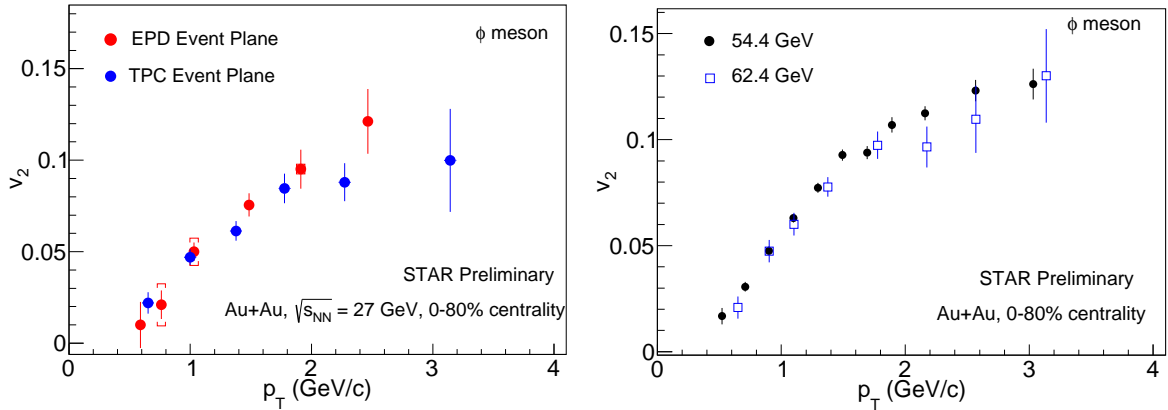 ϕ meson
EPD Event Plane
TPC Event Plane
0.15
0.1
0.05
0
v2
STAR Preliminary
Au+Au, √sNN = 27 GeV, 0-80% centrality
0 1 2 3 4
pT (GeV/c)
ϕ meson
54.4 GeV
62.4 GeV
0.15
0.1
0.05
0
v2
STAR Preliminary
Au+Au, 0-80% centrality
0 1 2 3 4
pT (GeV/c)